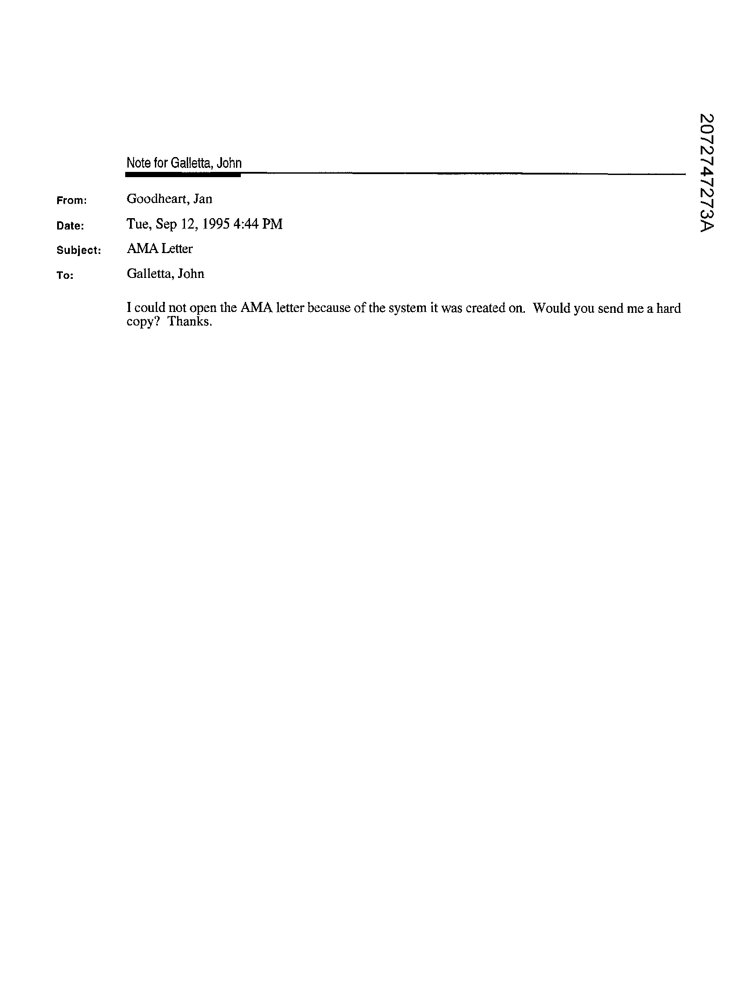 2072747273A
Note for Galletta, John
From: Goodheart, Jan
Date: Tue, Sep 12, 1995 4:44 PM
Subject: AMA Letter
To: Galletta, John
I could not open the AMA letter because of the system it was created on. Would you send me a hard
copy? Thanks.